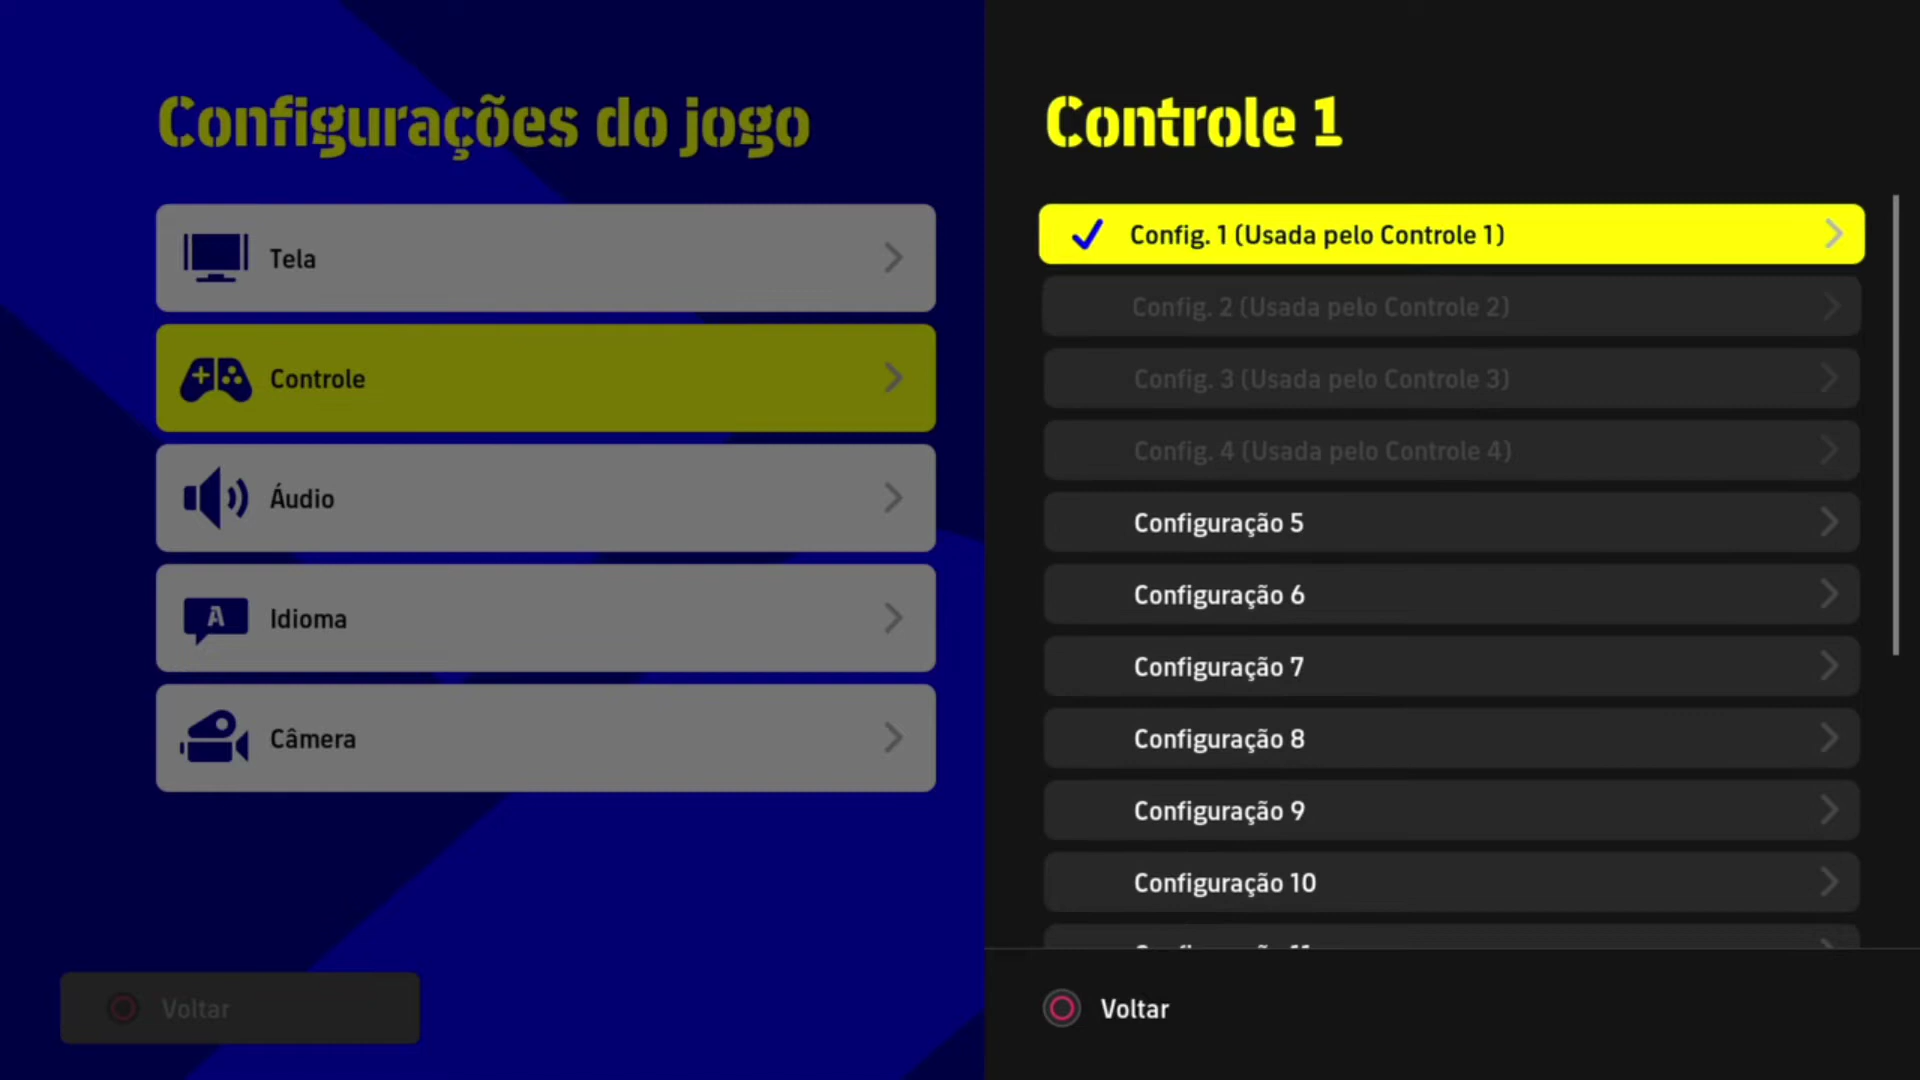 Configurações do jogo
Tela
Controle
Áudio
A
Idioma
Câmera
Voltar
Controle 1
Config. 1 (Usada pelo Controle 1)
Config. 2 (Usada pelo Controle 2)
Config. 3 (Usada pelo Controle 3)
Config. 4 (Usada pelo Controle 4)
Configuração 5
Configuração 6
Configuração 7
Configuração 8
Configuração 9
Configuração 10
Voltar